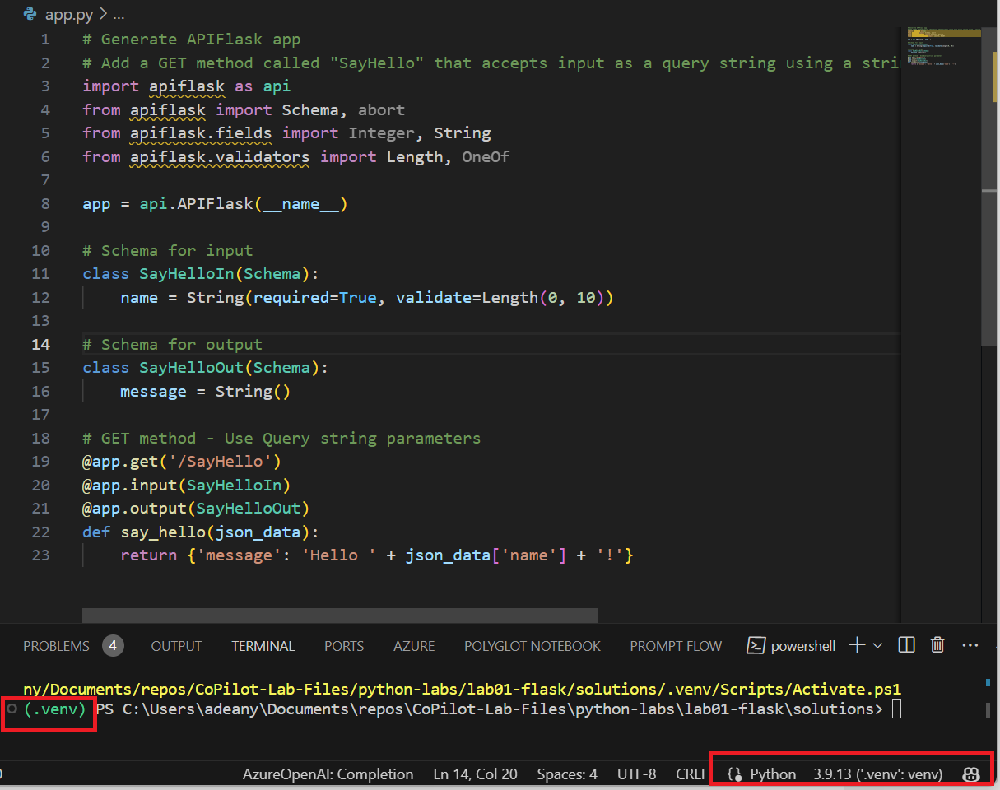 app.py > ...
1 # Generate APIFlask app
2 # Add a GET method called "SayHello" that accepts input as a query string using a stri
3 import apiflask as api
4 from apiflask import Schema, abort
5 from apiflask.fields import Integer, String
6 from apiflask.validators import Length, OneOf
7
8 app = api.APIFlask(__name__)
9
10 # Schema for input
11 class SayHelloIn(Schema):
12     name = String(required=True, validate=Length(0, 10))
13
14 # Schema for output
15 class SayHelloOut(Schema):
16     message = String()
17
18 # GET method - Use Query string parameters
19 @app.get('/SayHello')
20 @app.input(SayHelloIn)
21 @app.output(SayHelloOut)
22 def say_hello(json_data):
23     return {'message': 'Hello ' + json_data['name'] + '!'}
PROBLEMS 4 OUTPUT TERMINAL PORTS AZURE POLYGLOT NOTEBOOK PROMPT FLOW powershell
ny/Documents/repos/CoPilot-Lab-Files/python-labs/lab01-flask/solutions/.venv/Scripts/Activate.ps1
(.venv) PS C:\Users\adeany\Documents\repos\CoPilot-Lab-Files\python-labs\lab01-flask\solutions>
AzureOpenAI: Completion Ln 14, Col 20 Spaces: 4 UTF-8 CRLF {} Python 3.9.13 ('.venv': venv)